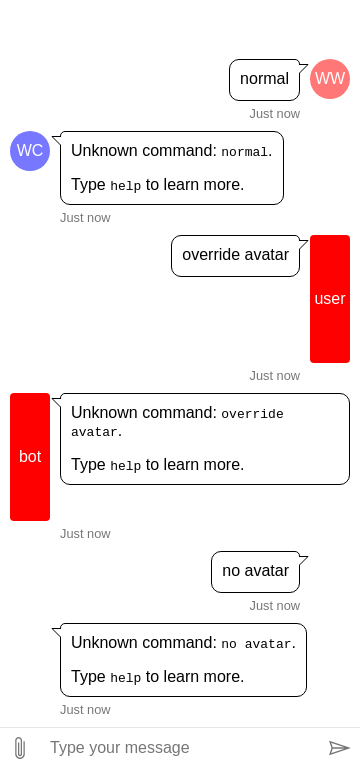 normal
WW
Just now
WC
Unknown command: normal.
Type help to learn more.
Just now
override avatar
user
Just now
bot
Unknown command: override
avatar.
Type help to learn more.
Just now
no avatar
Just now
Unknown command: no avatar.
Type help to learn more.
Just now
Type your message